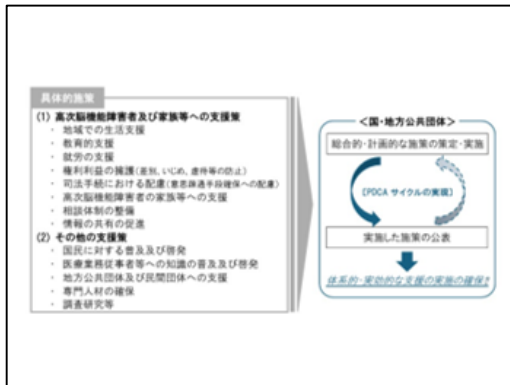 具体的施策
(1) 高次脳機能障害者及び家族等への支援策
・ 地域での生活支援
・ 教育的支援
・ 就労の支援
・ 権利利益の擁護(差別、いじめ、虐待等の防止)
・ 司法手続における配慮(意思疎通手段確保への配慮)
・ 高次脳機能障害者の家族等への支援
・ 相談体制の整備
・ 情報の共有の促進
(2) その他の支援策
・ 国民に対する普及及び啓発
・ 医療業務従事者等への知識の普及及び啓発
・ 地方公共団体及び民間団体への支援
・ 専門人材の確保
・ 調査研究等
<国・地方公共団体>
総合的・計画的な施策の策定・実施
[PDCA サイクルの実現]
実施した施策の公表
体系的・実効的な支援の実施の確保